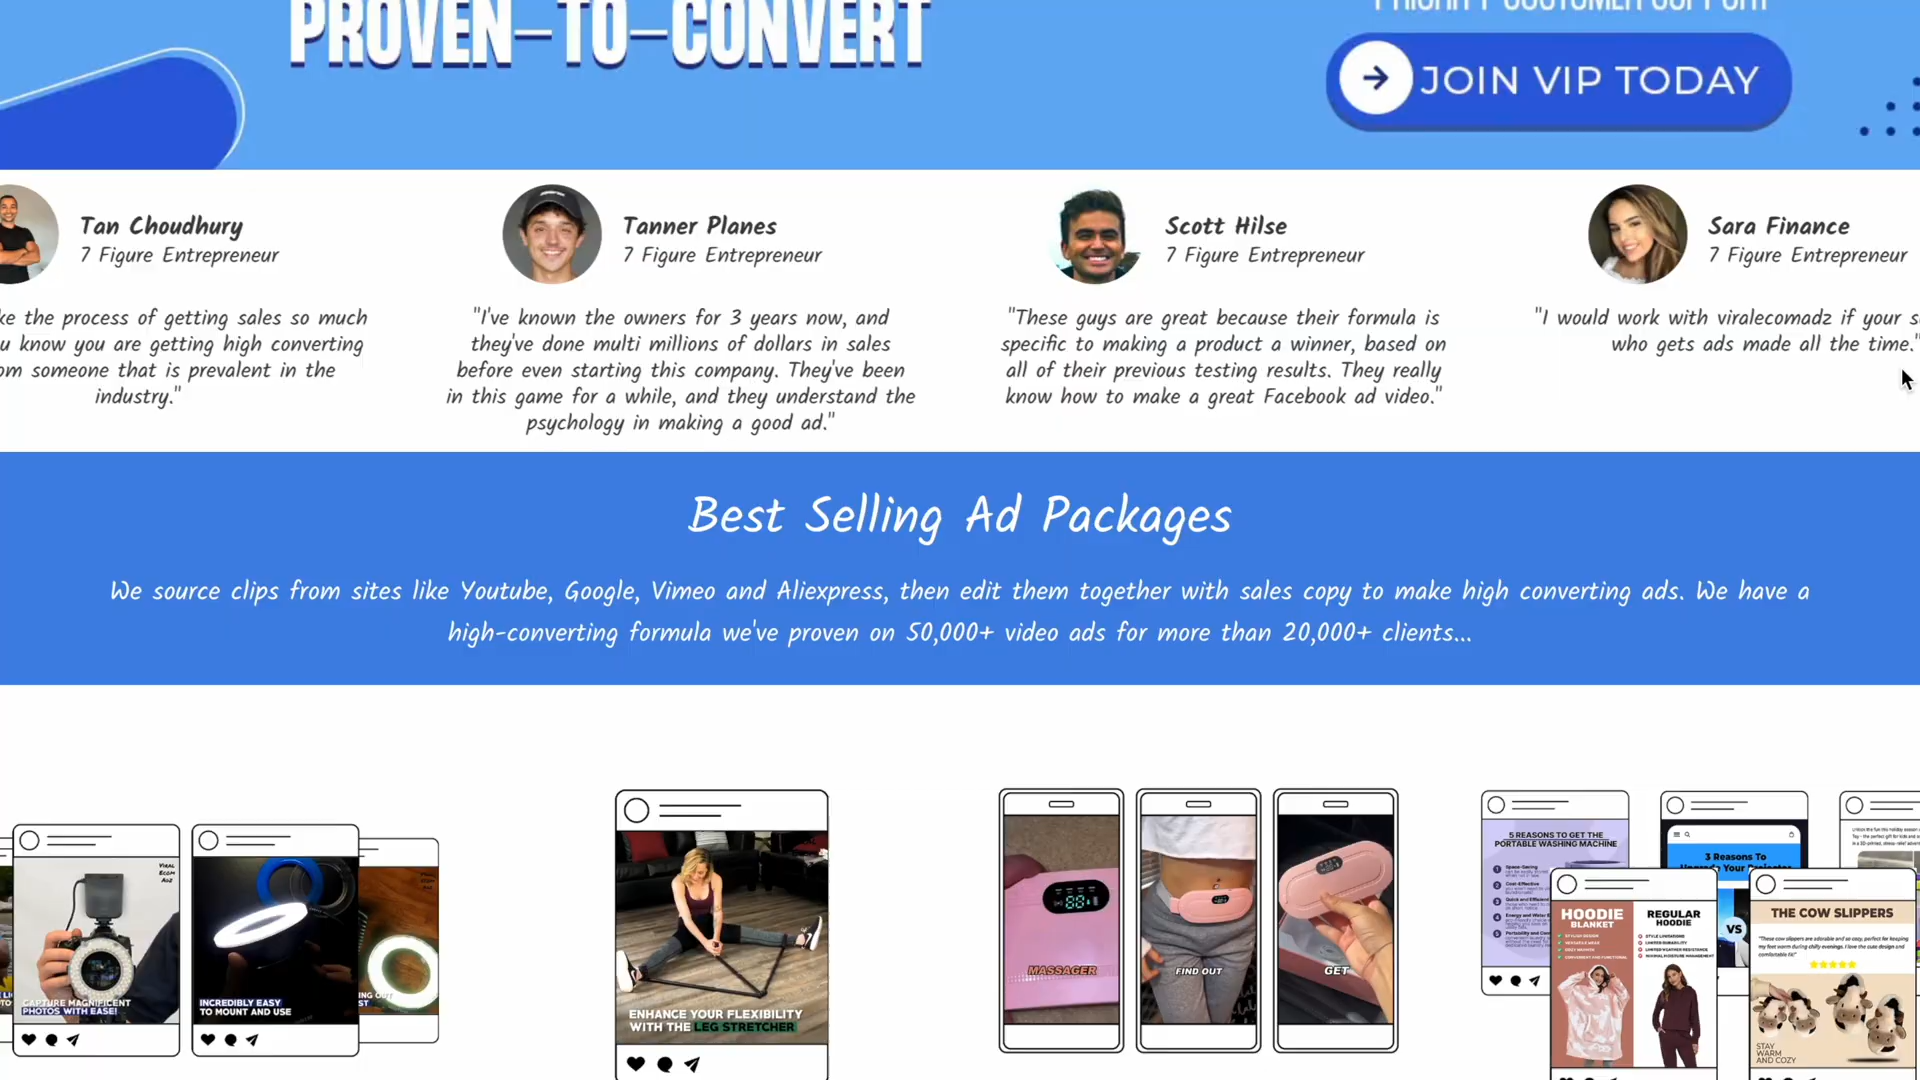 PROVEN-TO-CONVERT
PRIORITY CUSTOMER SUPPORT
JOIN VIP TODAY
Tan Choudhury
7 Figure Entrepreneur
ke the process of getting sales so much
u know you are getting high converting
om someone that is prevalent in the
industry."
Tanner Planes
7 Figure Entrepreneur
"I've known the owners for 3 years now, and
they've done multi millions of dollars in sales
before even starting this company. They've been
in this game for a while, and they understand the
psychology in making a good ad."
Scott Hilse
7 Figure Entrepreneur
"These guys are great because their formula is
specific to making a product a winner, based on
all of their previous testing results. They really
know how to make a great Facebook ad video."
Sara Finance
7 Figure Entrepreneur
"I would work with viralecomadz if your s
who gets ads made all the time."
Best Selling Ad Packages
We source clips from sites like Youtube, Google, Vimeo and Aliexpress, then edit them together with sales copy to make high converting ads. We have a
high-converting formula we've proven on 50,000+ video ads for more than 20,000+ clients...
VIRAL
ECOM
ADZ
CAPTURE MAGNIFICENT
PHOTOS WITH EASE!
INCREDIBLY EASY
TO MOUNT AND USE
ENHANCE YOUR FLEXIBILITY
WITH THE LEG STRETCHER
MASSAGER
FIND OUT
GET
5 REASONS TO GET THE
PORTABLE WASHING MACHINE
3 Reasons To
HOODIE
BLANKET
REGULAR
HOODIE
VS
THE COW SLIPPERS
STAY
WARM
AND COZY